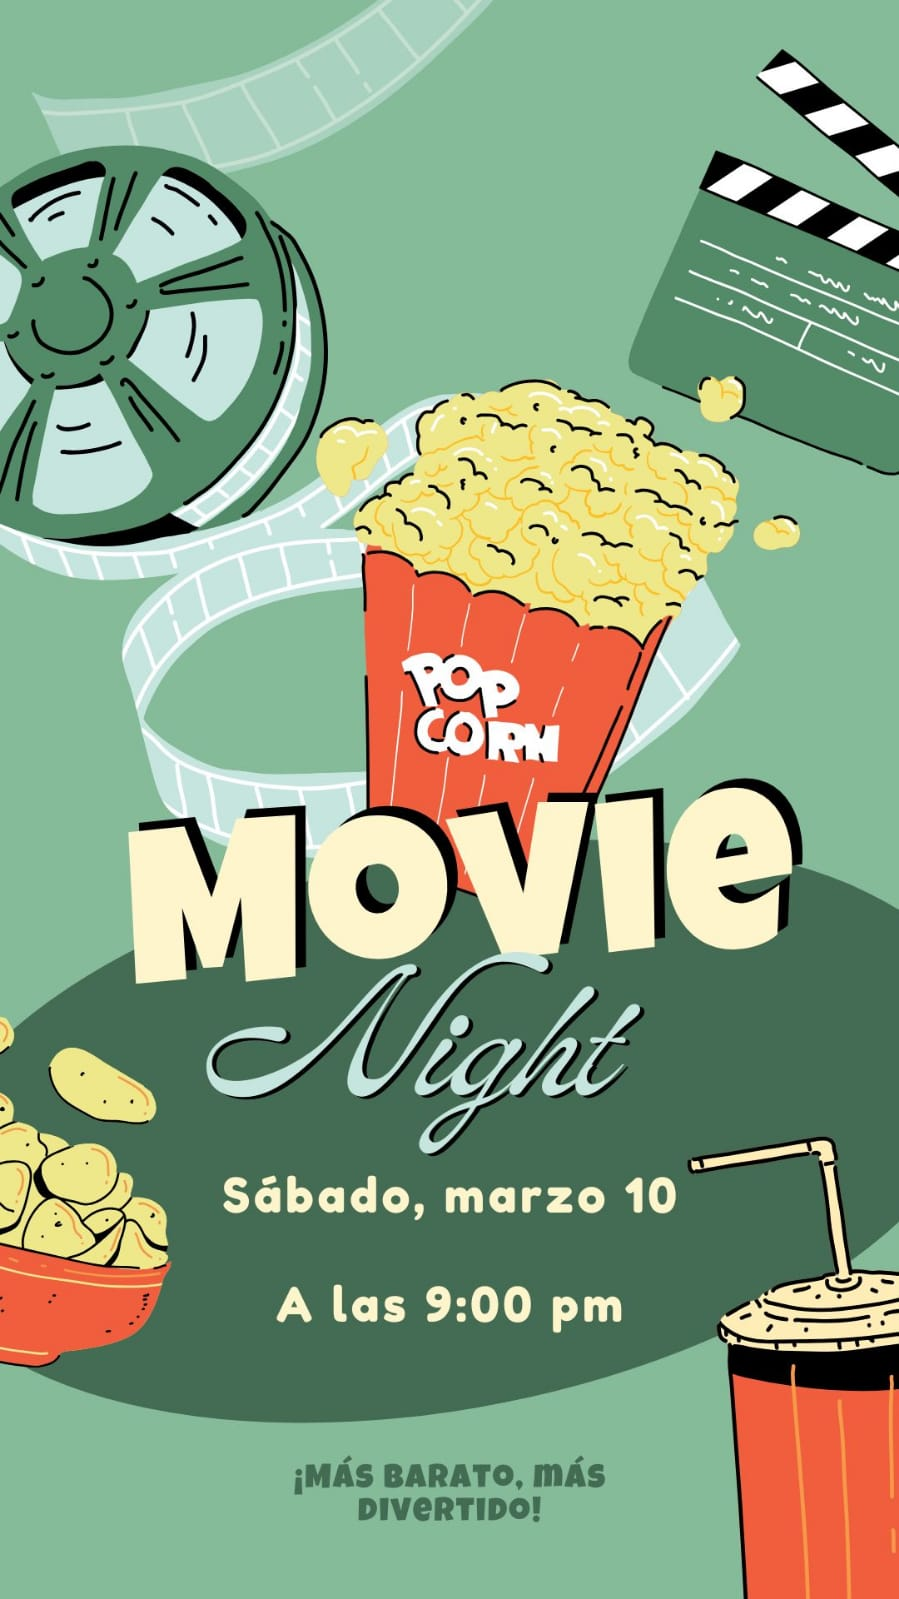 POP
CORN
MOVIE
Night
Sábado, marzo 10
A las 9:00 pm
¡MÁS BARATO, MÁS
DIVERTIDO!